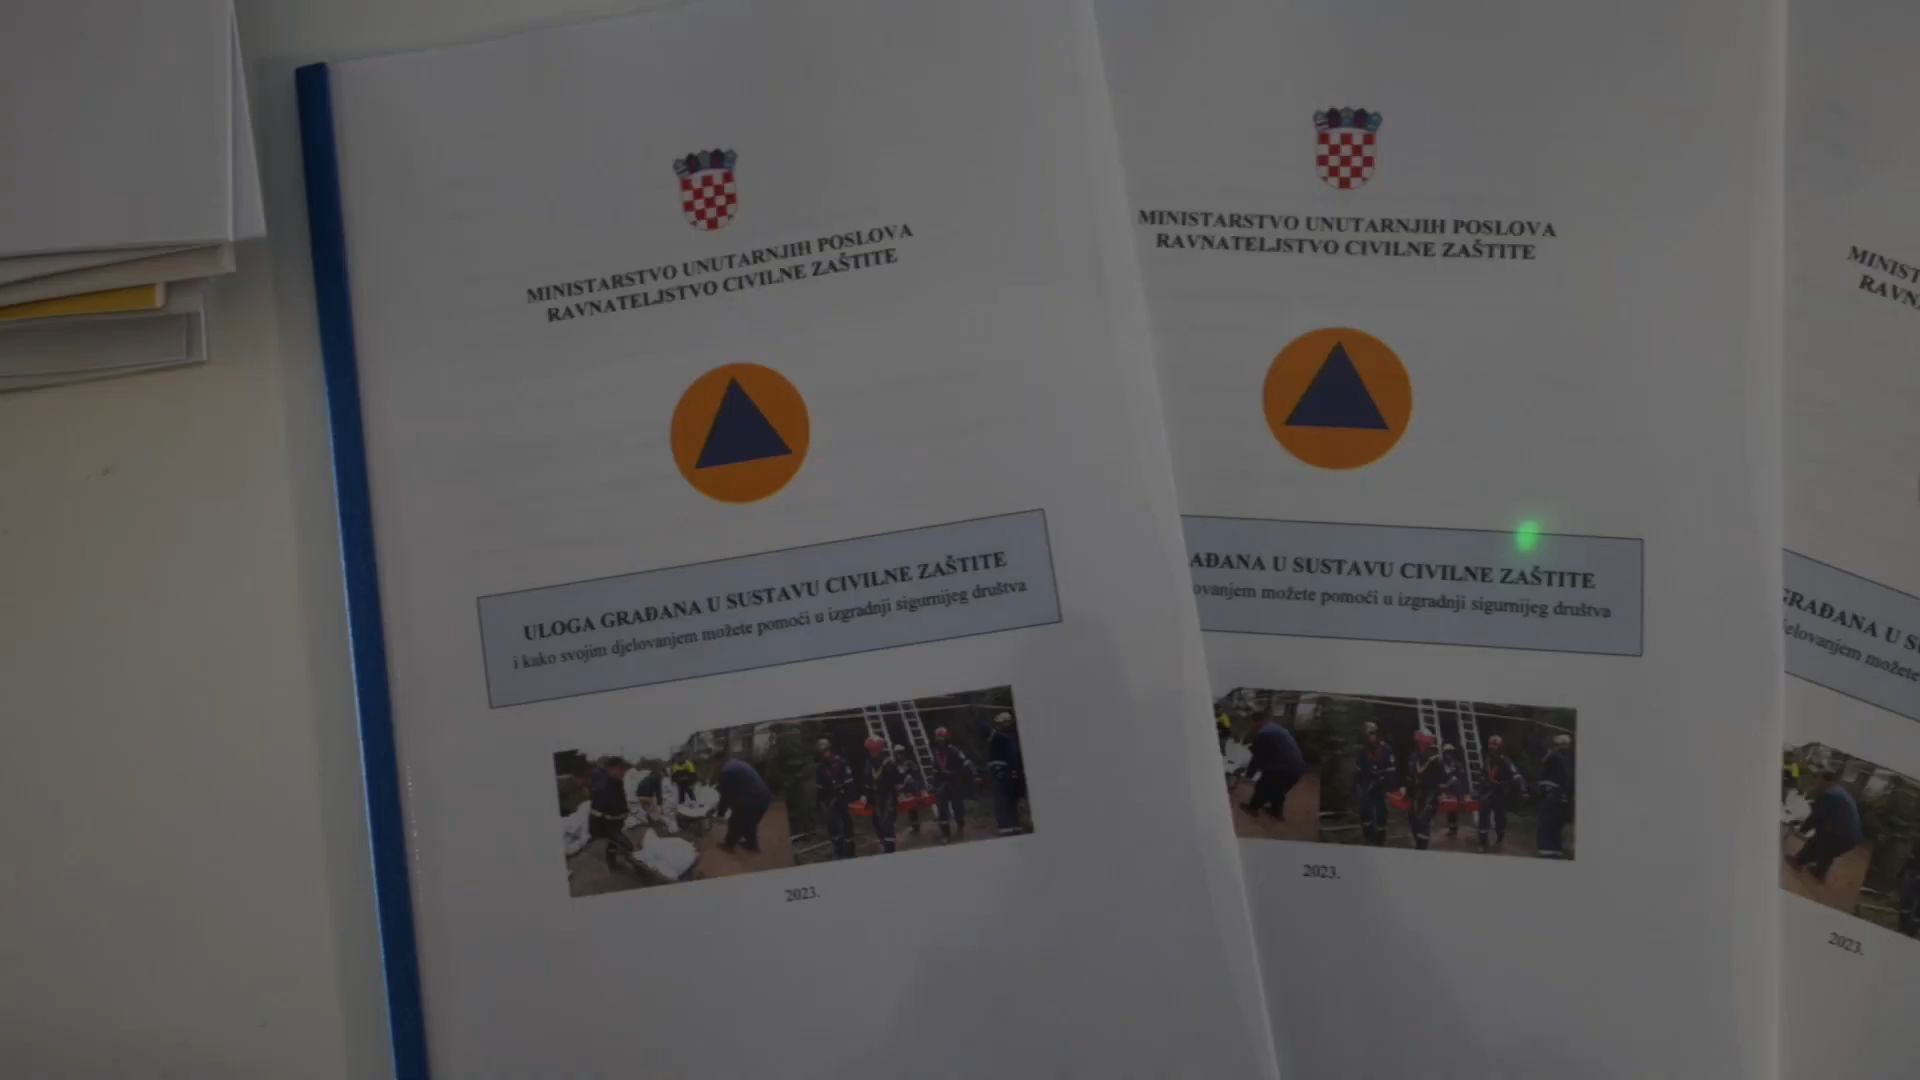 MINISTARSTVO UNUTARNJIH POSLOVA
RAVNATELJSTVO CIVILNE ZAŠTITE
ULOGA GRAĐANA U SUSTAVU CIVILNE ZAŠTITE
i kako svojim djelovanjem možete pomoći u izgradnji sigurnijeg društva
2023.
MINISTARSTVO UNUTARNJIH POSLOVA
RAVNATELJSTVO CIVILNE ZAŠTITE
U SUSTAVU CIVILNE ZAŠTITE
možete pomoći u izgradnji sigurnijeg društva
2023.
GRAĐANA U
možete
2023.